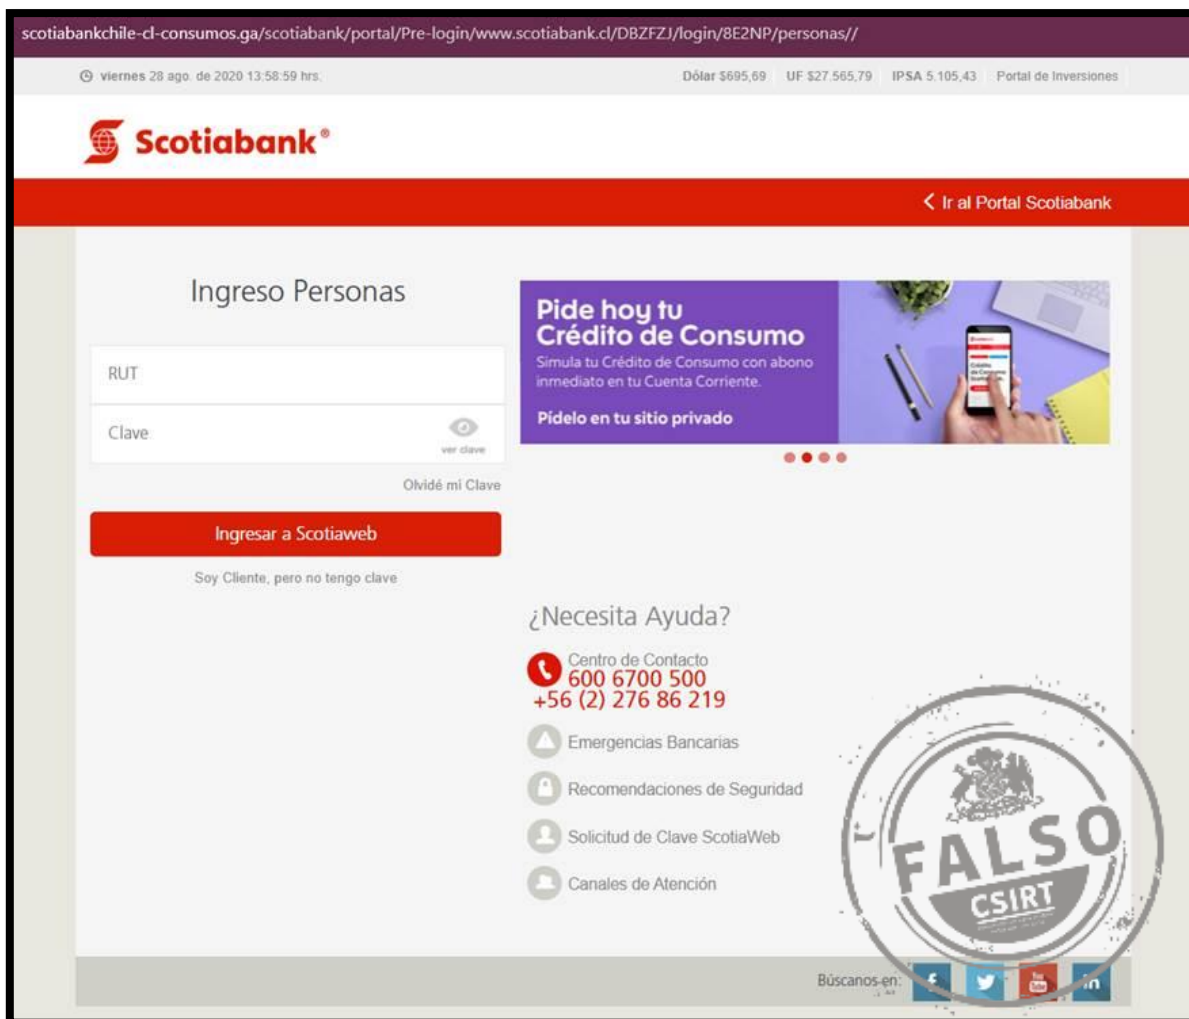 scotiabankchile-cl-consumos.ga/scotiabank/portal/Pre-login/www.scotiabank.cl/DBZFZJ/login/8E2NP/personas//
viernes 28 ago. de 2020 13:58:59 hrs.
Dólar $695,69 UF $27.565,79 IPSA 5.105,43 Portal de Inversiones
Scotiabank®
Ir al Portal Scotiabank
Ingreso Personas
RUT
Clave
ver clave
Olvidé mi Clave
Ingresar a Scotiaweb
Soy Cliente, pero no tengo clave
Pide hoy tu
Crédito de Consumo
Simula tu Crédito de Consumo con abono
inmediato en tu Cuenta Corriente.
Pídelo en tu sitio privado
¿Necesita Ayuda?
Centro de Contacto
600 6700 500
+56 (2) 276 86 219
Emergencias Bancarias
Recomendaciones de Seguridad
Solicitud de Clave ScotiaWeb
Canales de Atención
FALSO
CSIRT
Búscanos en: